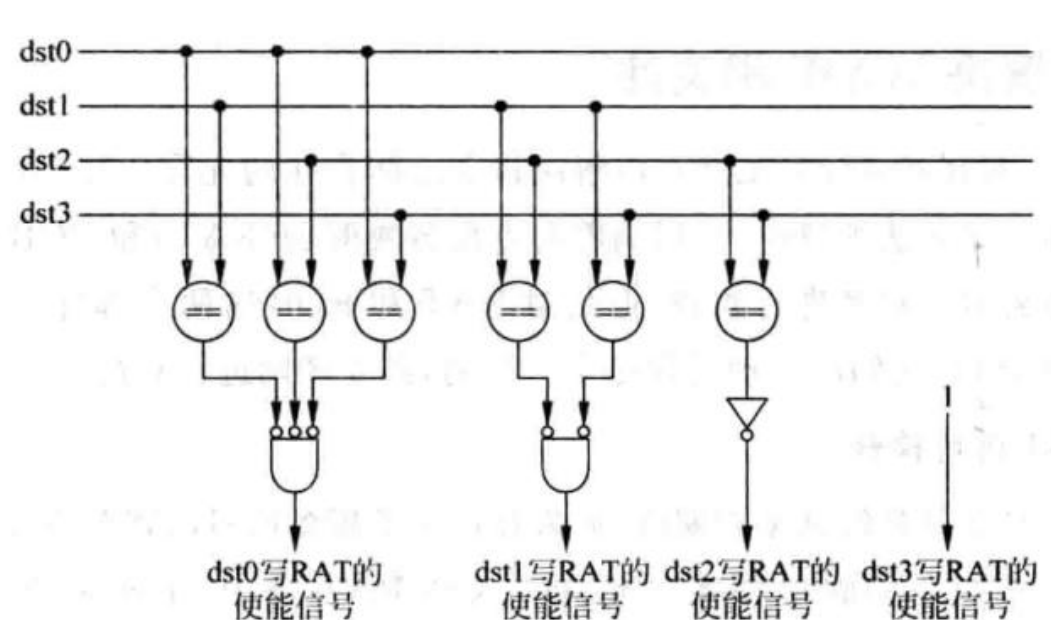 dst0
dst1
dst2
dst3
== == == == == ==
1
dst0写RAT的 dst1写RAT的 dst2写RAT的 dst3写RAT的
使能信号 使能信号 使能信号 使能信号